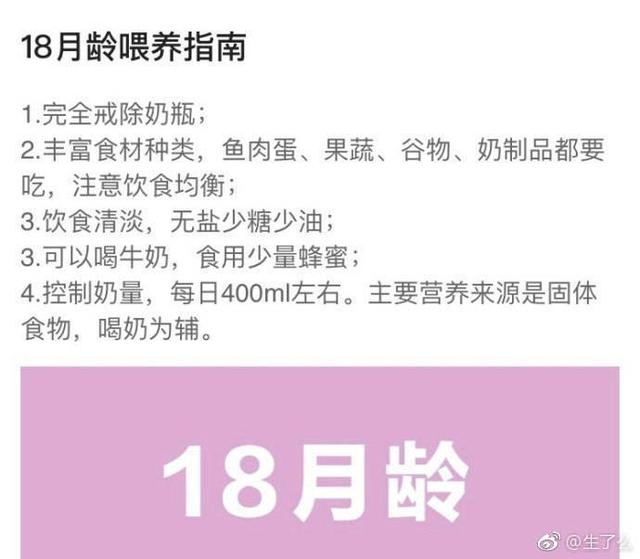 18月龄喂养指南
1.完全戒除奶瓶；
2.丰富食材种类，鱼肉蛋、果蔬、谷物、奶制品都要
吃，注意饮食均衡；
3.饮食清淡，无盐少糖少油；
3.可以喝牛奶，食用少量蜂蜜；
4.控制奶量，每日400ml左右。主要营养来源是固体
食物，喝奶为辅。
18月龄
@生了么